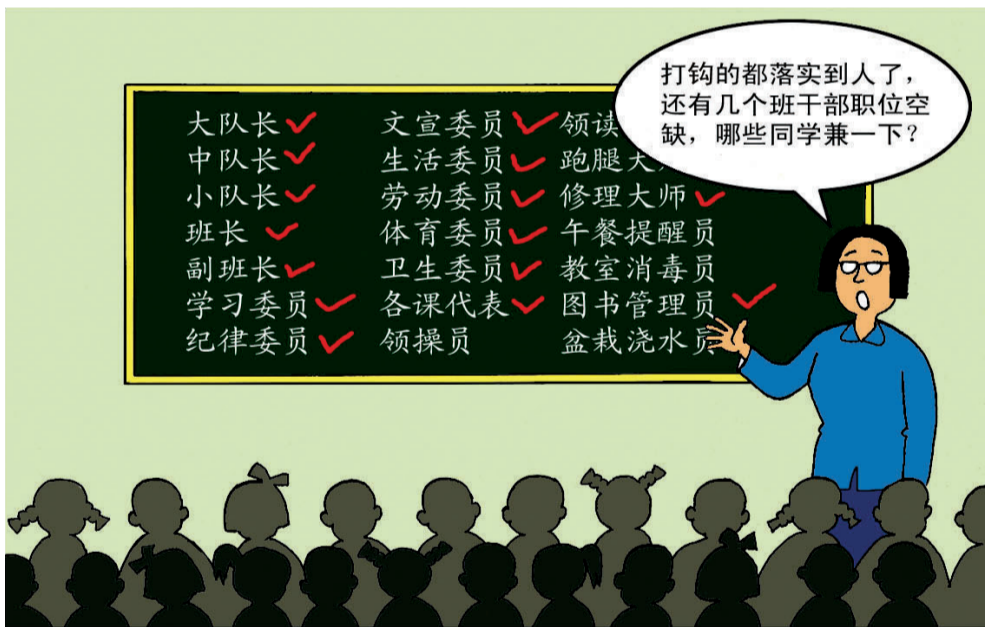 打钩的都落实到人了，
还有几个班干部职位空
缺，哪些同学兼一下？
大队长
中队长
小队长
班长
副班长
学习委员
纪律委员
文宣委员
生活委员
劳动委员
体育委员
卫生委员
各课代表
领操员
领读
跑腿大
修理大师
午餐提醒员
教室消毒员
图书管理员
盆栽浇水员